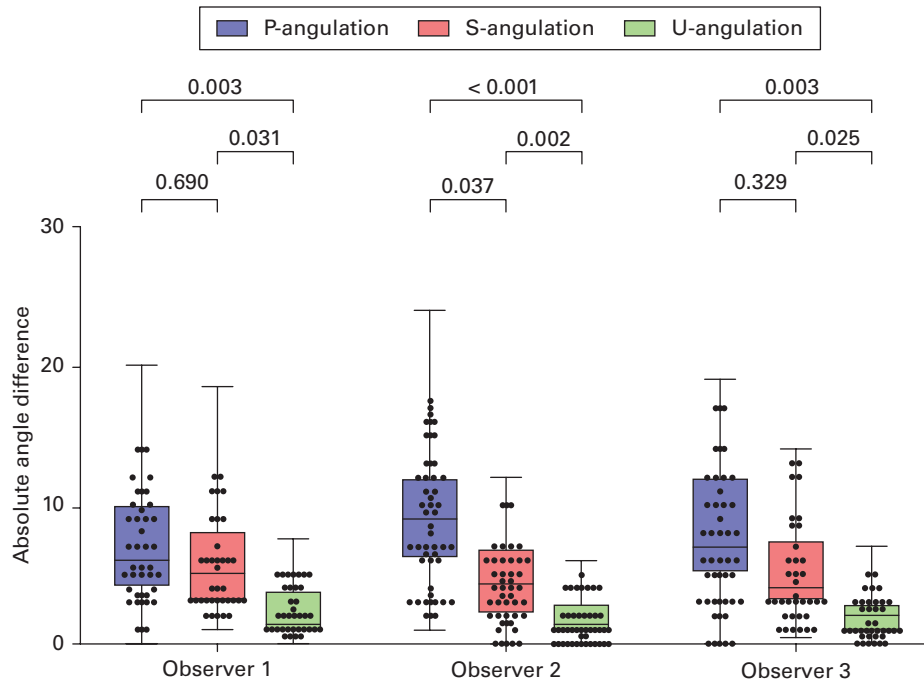 P-angulation S-angulation U-angulation
0.003 < 0.001 0.003
0.031 0.002 0.025
0.690 0.037 0.329
30
20
10
0
Absolute angle difference
Observer 1 Observer 2 Observer 3